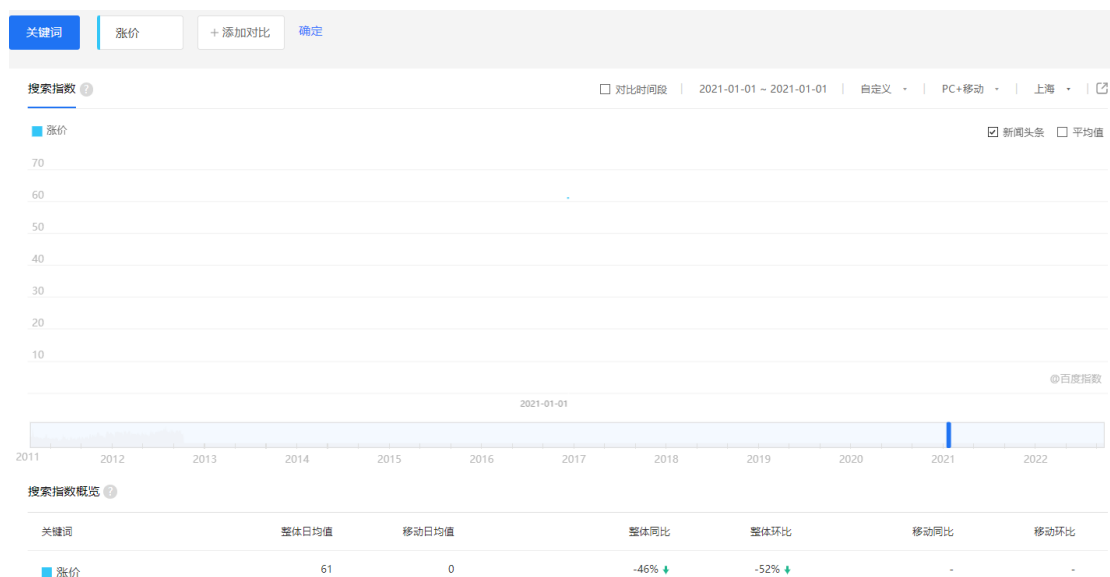 关键词 涨价 + 添加对比 确定
搜索指数 ? 对比时间段 2021-01-01 ~ 2021-01-01 自定义 PC+移动 上海
涨价 新闻头条 平均值
70
60
50
40
30
20
10
@百度指数
2021-01-01
2011 2012 2013 2014 2015 2016 2017 2018 2019 2020 2021 2022
搜索指数概览 ?
关键词 整体日均值 移动日均值 整体同比 整体环比 移动同比 移动环比
涨价 61 0 -46% -52% - -